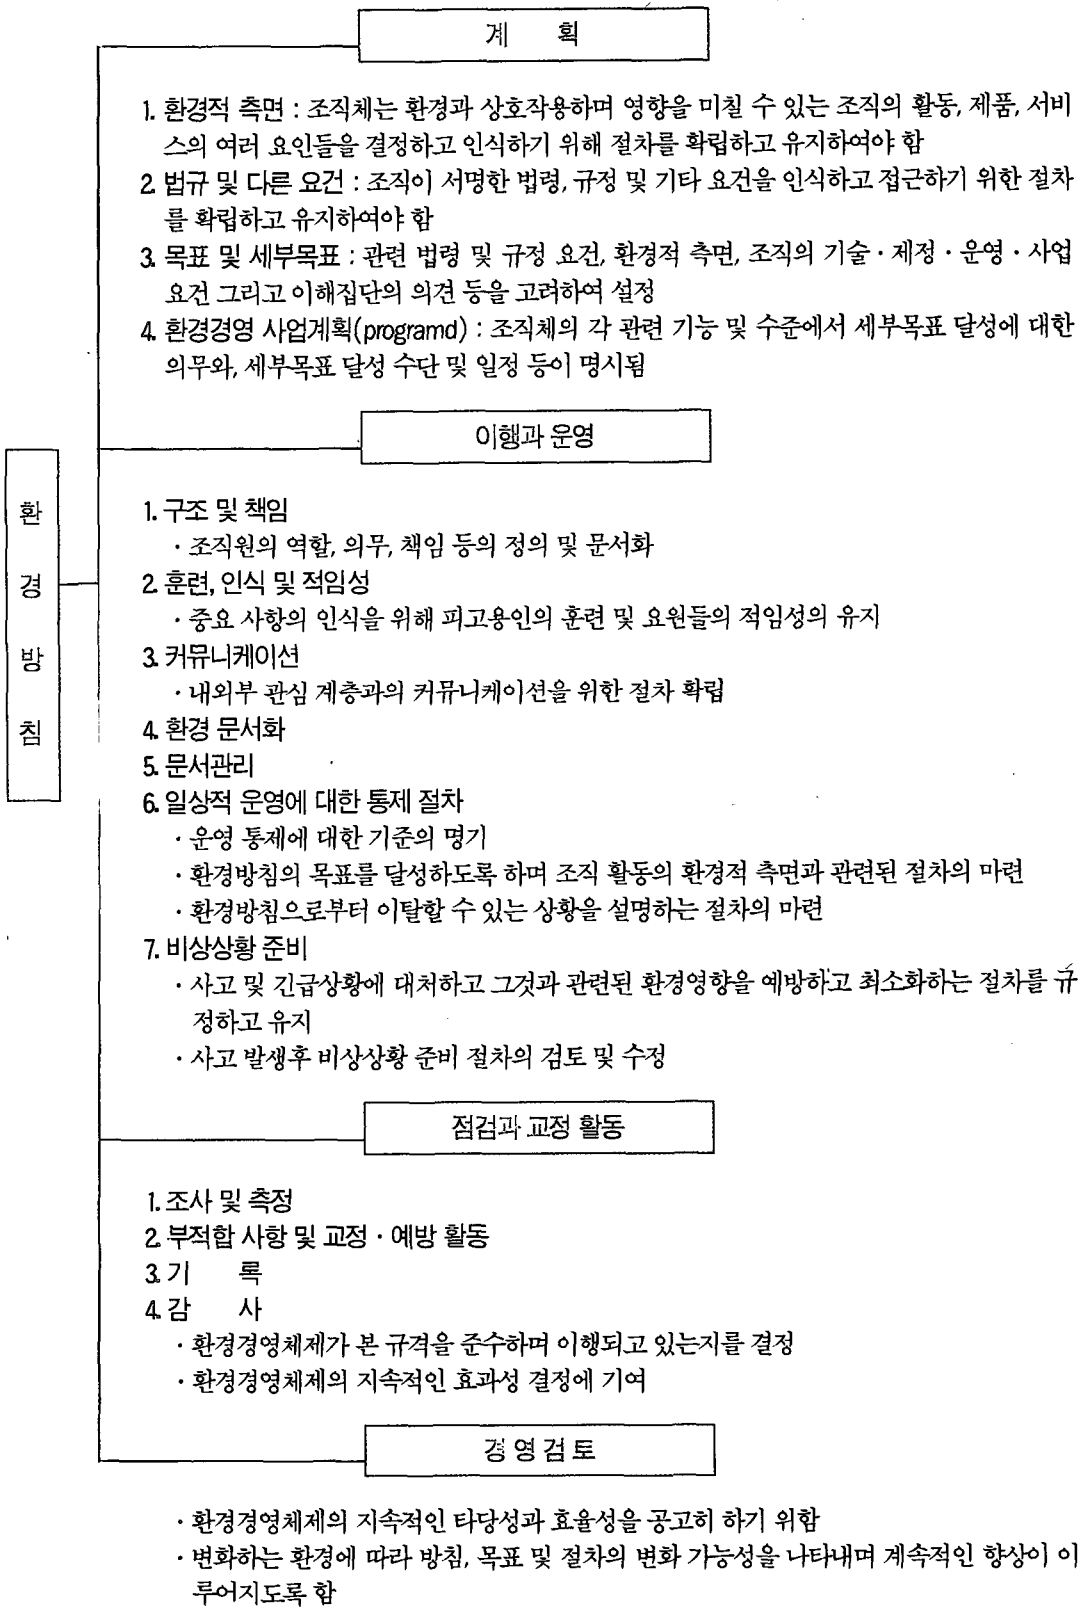 계 획
1. 환경적 측면 : 조직체는 환경과 상호작용하며 영향을 미칠 수 있는 조직의 활동, 제품, 서비
스의 여러 요인들을 결정하고 인식하기 위해 절차를 확립하고 유지하여야 함
2. 법규 및 다른 요건 : 조직이 서명한 법령, 규정 및 기타 요건을 인식하고 접근하기 위한 절차
를 확립하고 유지하여야 함
3. 목표 및 세부목표 : 관련 법령 및 규정 요건, 환경적 측면, 조직의 기술·제정·운영·사업
요건 그리고 이해집단의 의견 등을 고려하여 설정
4. 환경경영 사업계획(programd) : 조직체의 각 관련 기능 및 수준에서 세부목표 달성에 대한
의무와, 세부목표 달성 수단 및 일정 등이 명시됨
이행과 운영
환
경
방
침
1. 구조 및 책임
· 조직원의 역할, 의무, 책임 등의 정의 및 문서화
2. 훈련, 인식 및 적임성
· 중요 사항의 인식을 위해 피고용인의 훈련 및 요원들의 적임성의 유지
3. 커뮤니케이션
· 내외부 관심 계층과의 커뮤니케이션을 위한 절차 확립
4. 환경 문서화
5. 문서관리
6. 일상적 운영에 대한 통제 절차
· 운영 통제에 대한 기준의 명기
· 환경방침의 목표를 달성하도록 하며 조직 활동의 환경적 측면과 관련된 절차의 마련
· 환경방침으로부터 이탈할 수 있는 상황을 설명하는 절차의 마련
7. 비상상황 준비
· 사고 및 긴급상황에 대처하고 그것과 관련된 환경영향을 예방하고 최소화하는 절차를 규
정하고 유지
· 사고 발생후 비상상황 준비 절차의 검토 및 수정
점검과 교정 활동
1. 조사 및 측정
2. 부적합 사항 및 교정·예방 활동
3. 기 록
4. 감 사
· 환경경영체제가 본 규격을 준수하며 이행되고 있는지를 결정
· 환경경영체제의 지속적인 효과성 결정에 기여
경영검토
· 환경경영체제의 지속적인 타당성과 효율성을 공고히 하기 위함
· 변화하는 환경에 따라 방침, 목표 및 절차의 변화 가능성을 나타내며 계속적인 향상이 이
루어지도록 함